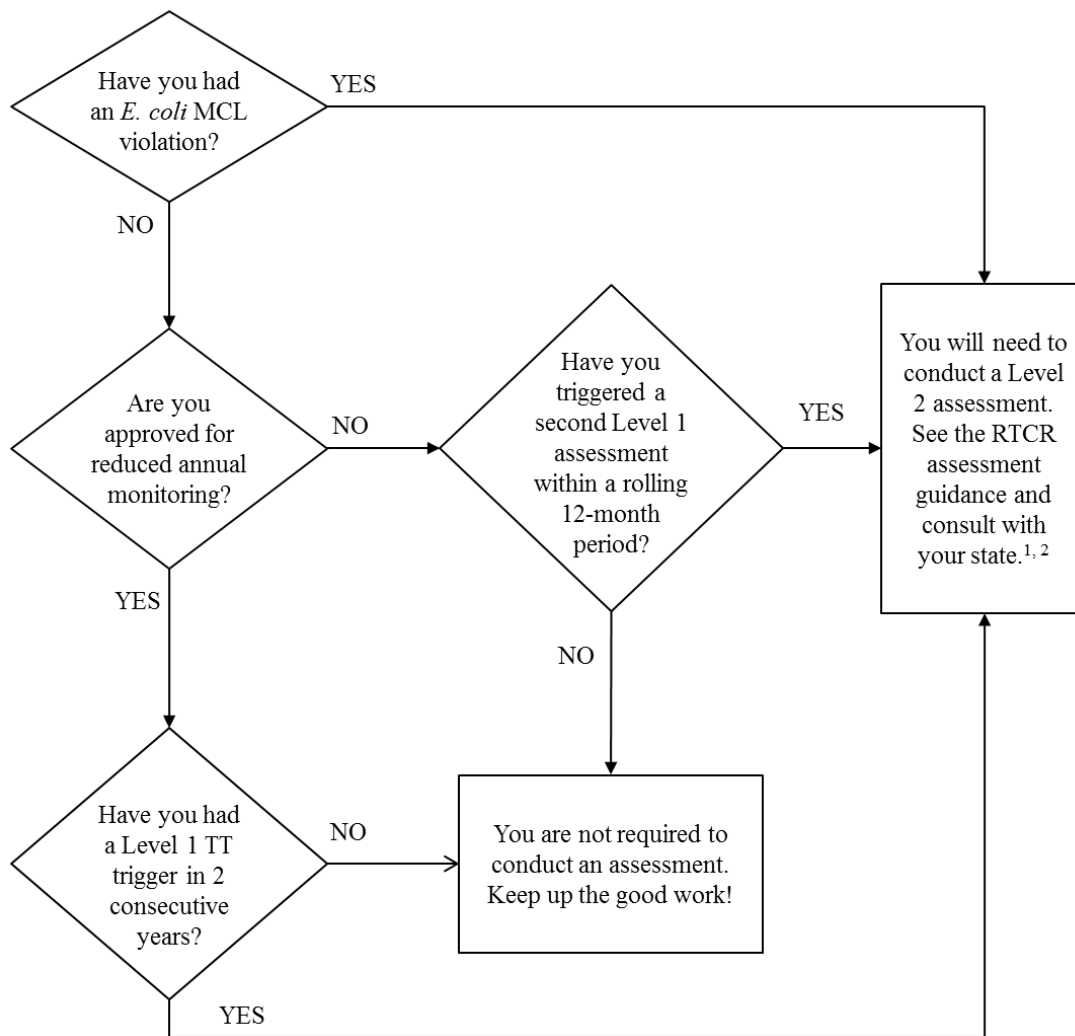 Have you had
an E. coli MCL
violation?
YES
NO
Are you
approved for
reduced annual
monitoring?
NO
Have you
triggered a
second Level 1
assessment
within a rolling
12-month
period?
YES
You will need to
conduct a Level
2 assessment.
See the RTCR
assessment
guidance and
consult with
your state.1, 2
YES
NO
Have you had
a Level 1 TT
trigger in 2
consecutive
years?
NO
You are not required to
conduct an assessment.
Keep up the good work!
YES